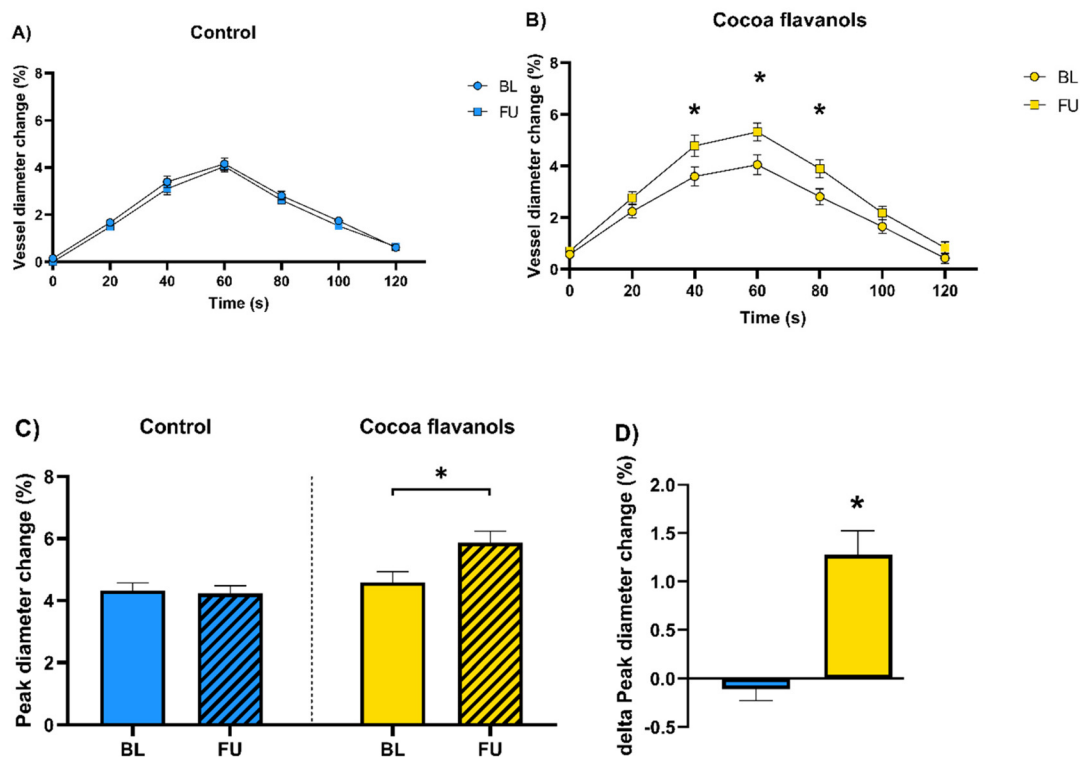 A)
Control
Vessel diameter change (%)
8
6
4
2
0
0 20 40 60 80 100 120
Time (s)
BL
FU
B)
Cocoa flavanols
Vessel diameter change (%)
8
6
4
2
0
* * *
0 20 40 60 80 100 120
Time (s)
BL
FU
C)
Control
Cocoa flavanols
Peak diameter change (%)
8
6
4
2
0
*
BL FU BL FU
D)
delta Peak diameter change (%)
2.0
1.5
1.0
0.5
0.0
-0.5
*